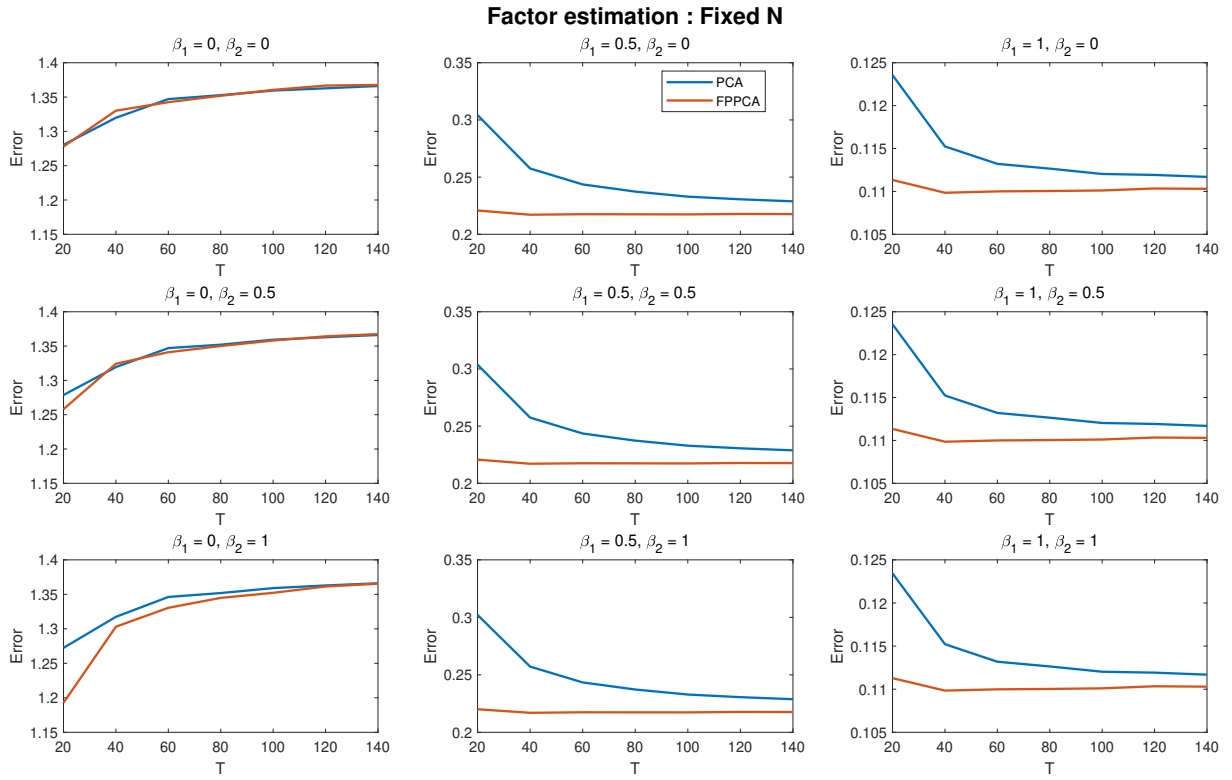 Factor estimation : Fixed N
β1 = 0, β2 = 0
β1 = 0.5, β2 = 0
β1 = 1, β2 = 0
1.4
1.35
1.3
1.25
1.2
1.15
Error
20 40 60 80 100 120 140
T
0.35
0.3
0.25
0.2
Error
PCA
FPPCA
20 40 60 80 100 120 140
T
0.125
0.12
0.115
0.11
0.105
Error
20 40 60 80 100 120 140
T
β1 = 0, β2 = 0.5
β1 = 0.5, β2 = 0.5
β1 = 1, β2 = 0.5
1.4
1.35
1.3
1.25
1.2
1.15
Error
20 40 60 80 100 120 140
T
0.35
0.3
0.25
0.2
Error
20 40 60 80 100 120 140
T
0.125
0.12
0.115
0.11
0.105
Error
20 40 60 80 100 120 140
T
β1 = 0, β2 = 1
β1 = 0.5, β2 = 1
β1 = 1, β2 = 1
1.4
1.35
1.3
1.25
1.2
1.15
Error
20 40 60 80 100 120 140
T
0.35
0.3
0.25
0.2
Error
20 40 60 80 100 120 140
T
0.125
0.12
0.115
0.11
0.105
Error
20 40 60 80 100 120 140
T